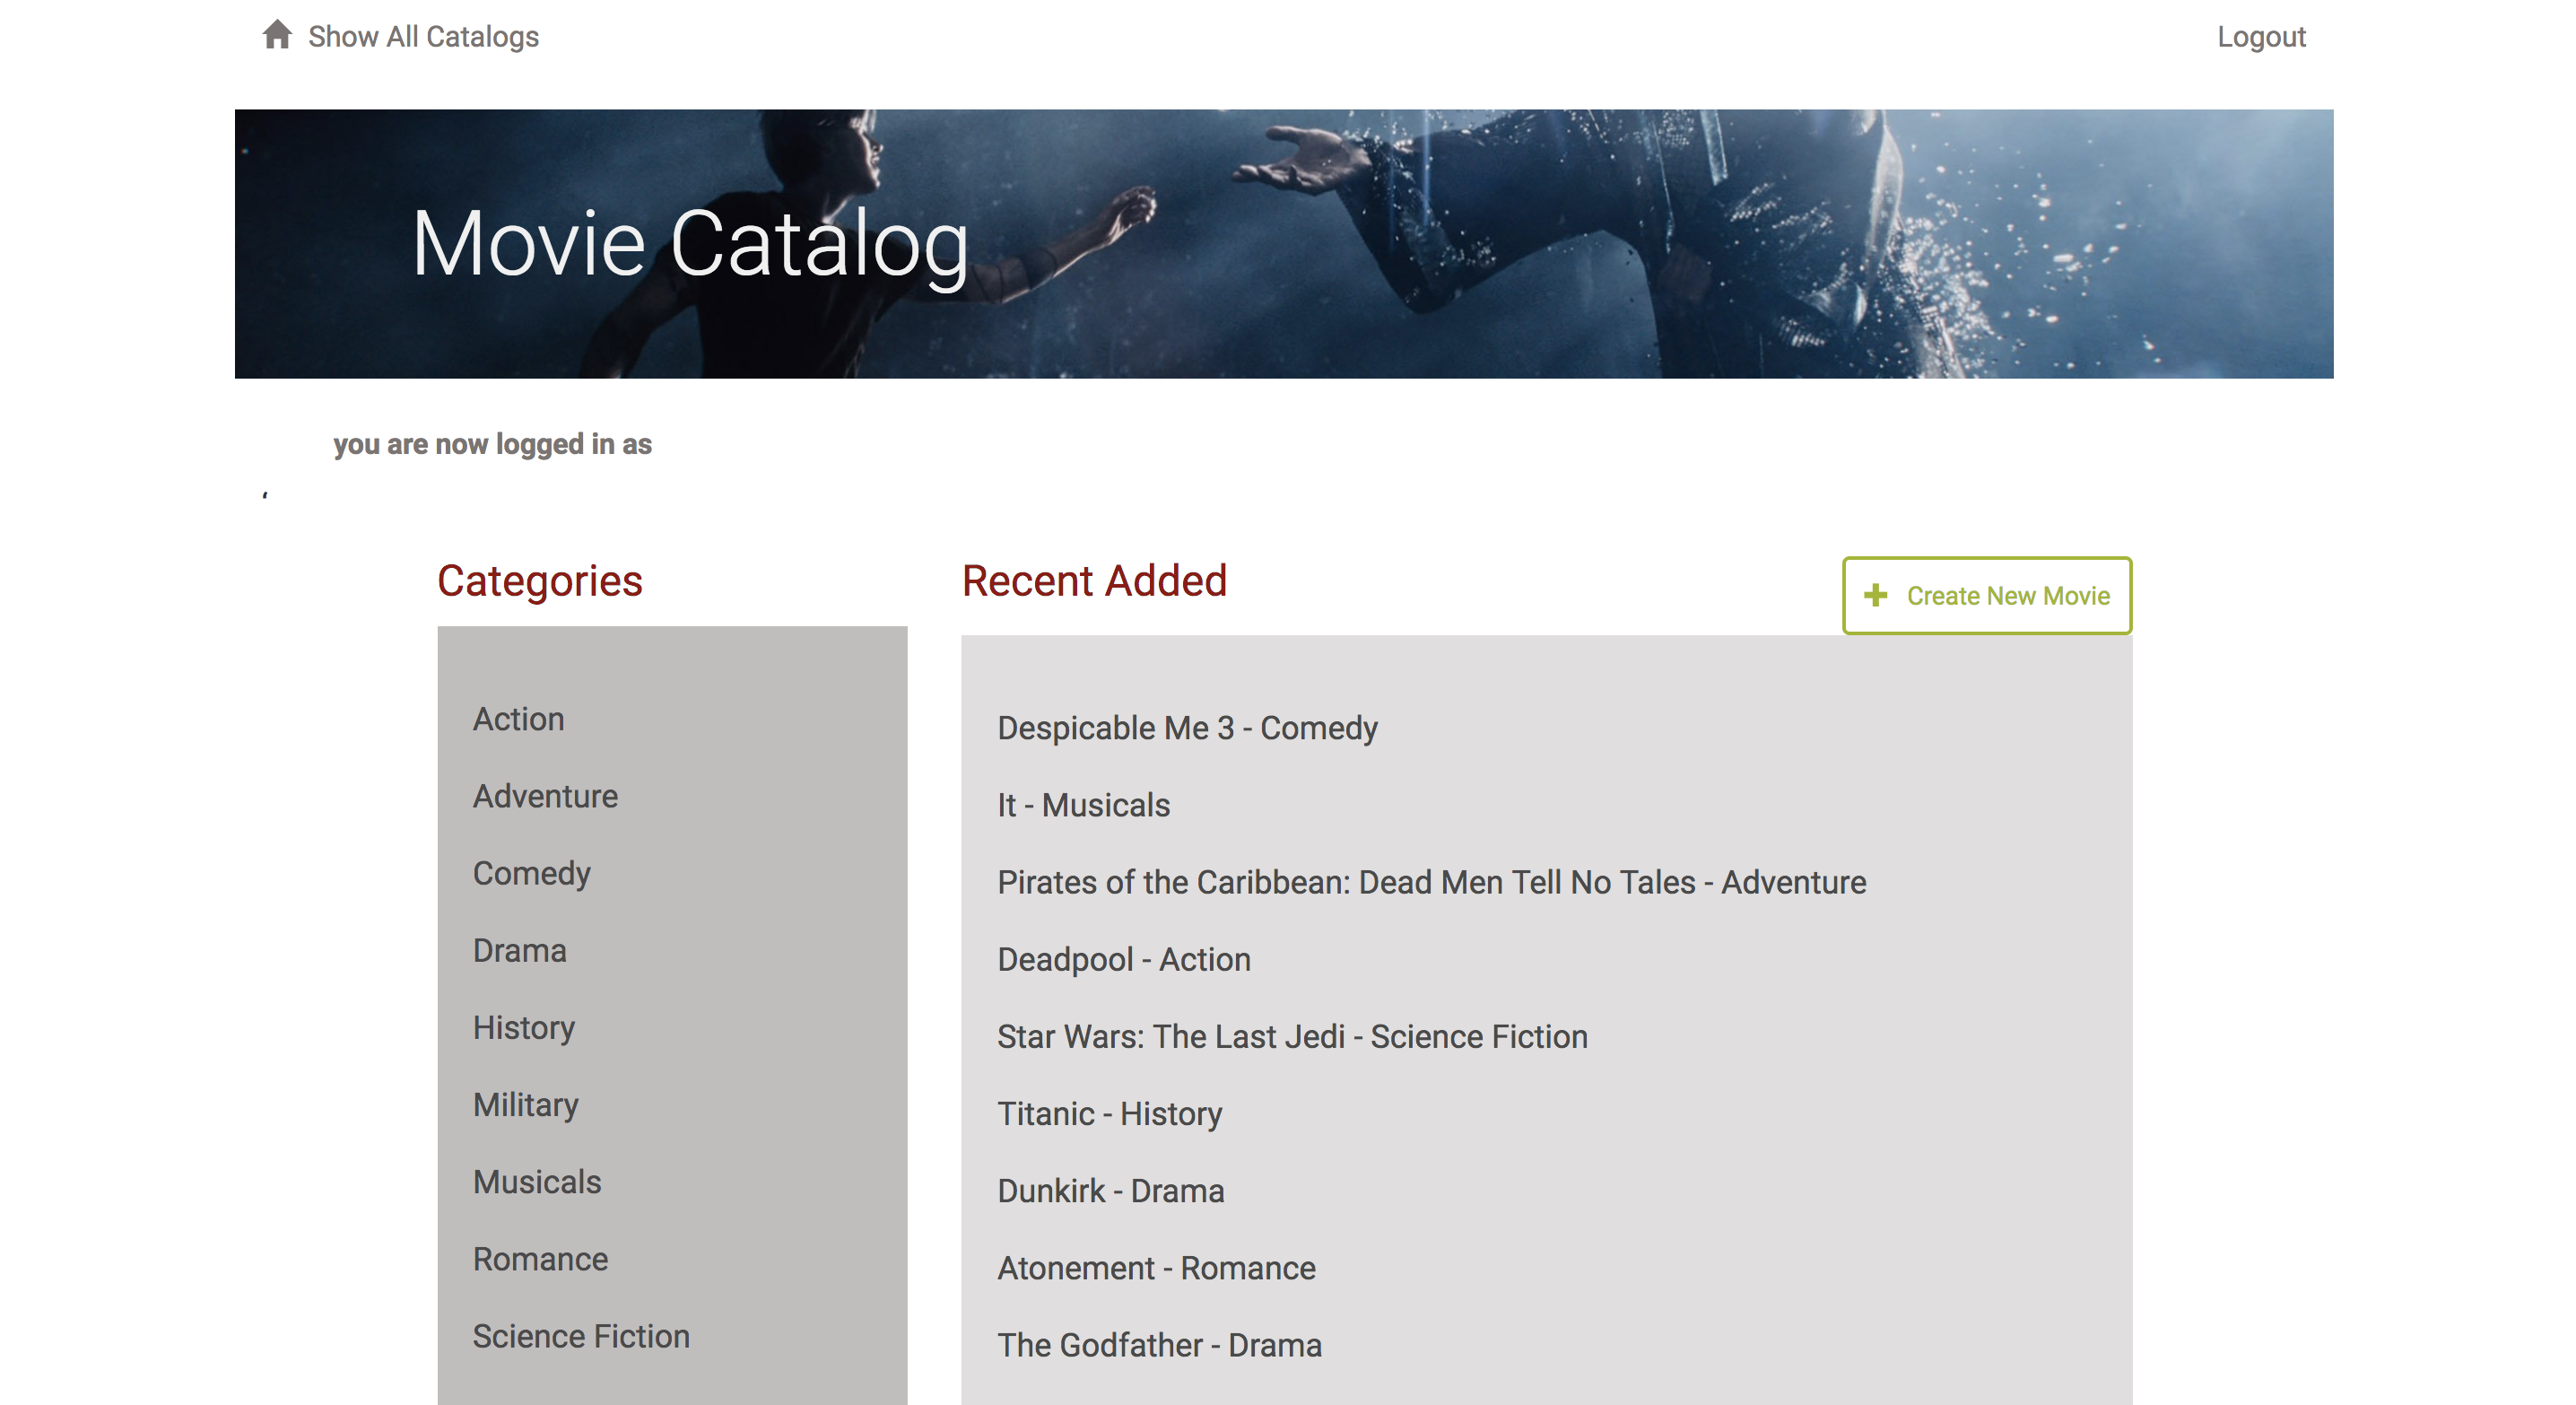 Show All Catalogs
Logout
Movie Catalog
you are now logged in as
‘
Categories
Recent Added
Create New Movie
Action
Adventure
Comedy
Drama
History
Military
Musicals
Romance
Science Fiction
Despicable Me 3 - Comedy
It - Musicals
Pirates of the Caribbean: Dead Men Tell No Tales - Adventure
Deadpool - Action
Star Wars: The Last Jedi - Science Fiction
Titanic - History
Dunkirk - Drama
Atonement - Romance
The Godfather - Drama